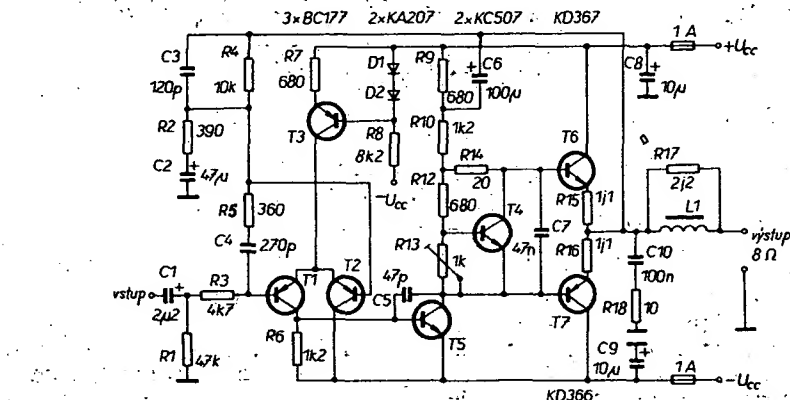 3×BC177 2×KA207 2×KC507 KD367
1A
+Ucc
C3
120p
R4
10k
R7
680
D1
D2
R9
680
C6
+
100µ
C8
+
10µ
R2
390
C2
+
47µ
T3
R8
8k2
-Ucc
R10
1k2
R14
20
T6
R17
2j2
R5
360
C4
270p
R12
680
T4
C7
47n
R15
1j1
L1
R13
1k
R16
1j1
C10
100n
výstup
8 Ω
vstup
C1
+
2µ2
R3
4k7
T1
T2
47p
C5
T5
T7
R18
10
R1
47k
R6
1k2
C9
+
10µ
1A
-Ucc
KD366